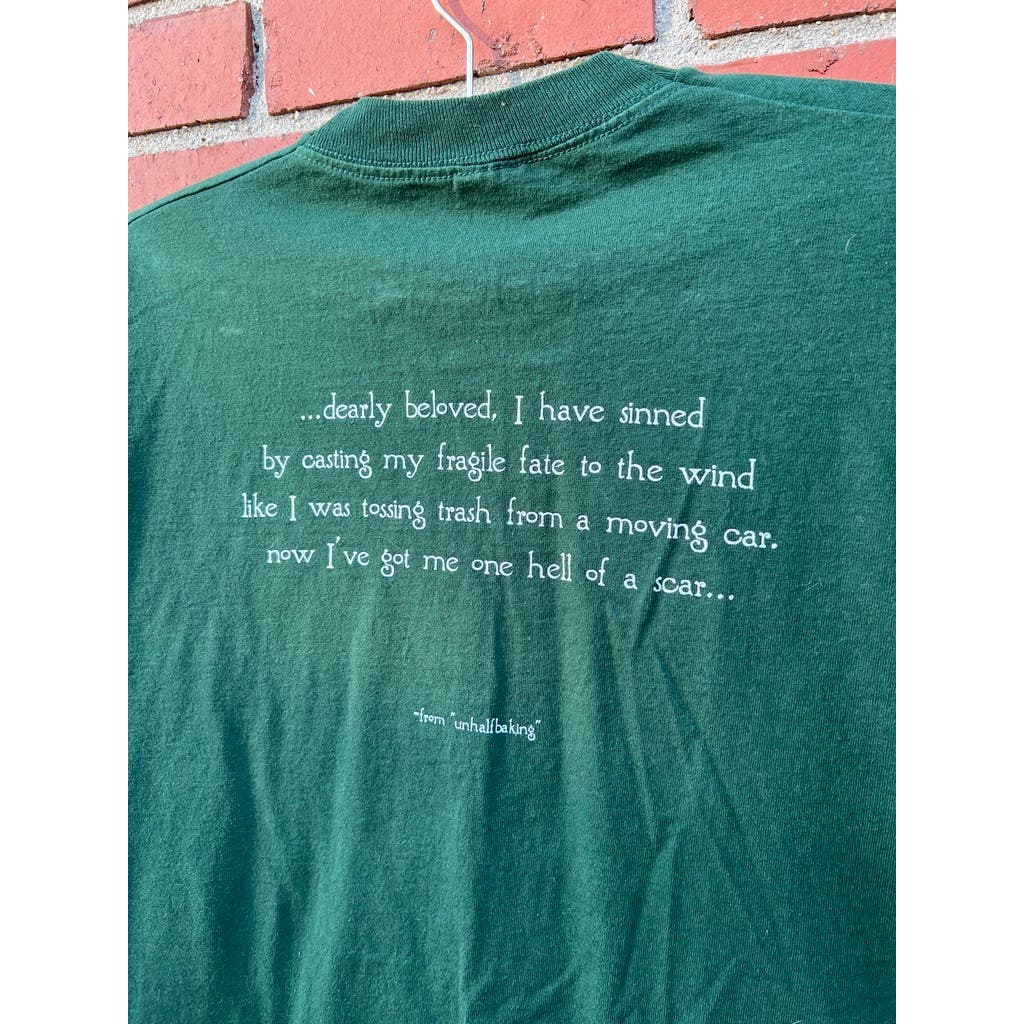 ...dearly beloved, I have sinned
by casting my fragile fate to the wind
like I was tossing trash from a moving car.
now I've got me one hell of a scar...
-from "unhalfbaking"